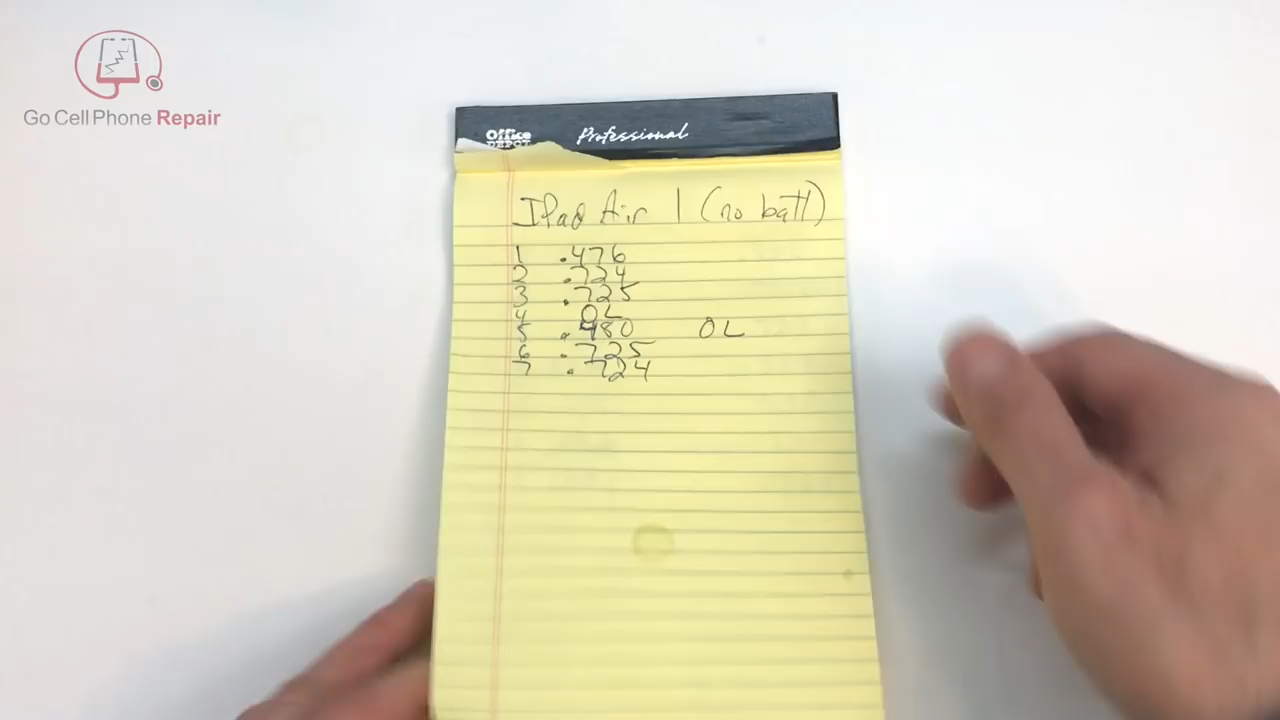 Go Cell Phone Repair
Office DEPOT
Professional
IPad Air 1 (no batt)
1 .476
2 .724
3 .725
4 OL
5 .480 OL
6 .725
7 .724